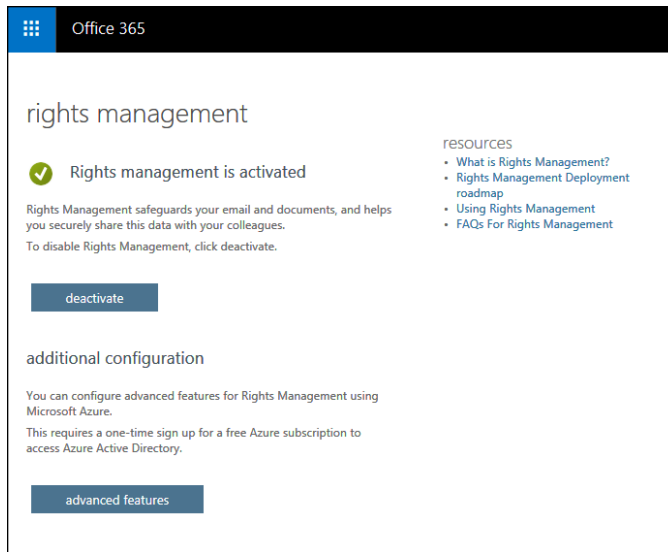 Office 365
rights management
Rights management is activated
Rights Management safeguards your email and documents, and helps
you securely share this data with your colleagues.
To disable Rights Management, click deactivate.
deactivate
additional configuration
You can configure advanced features for Rights Management using
Microsoft Azure.
This requires a one-time sign up for a free Azure subscription to
access Azure Active Directory.
advanced features
resources
• What is Rights Management?
• Rights Management Deployment
roadmap
• Using Rights Management
• FAQs For Rights Management